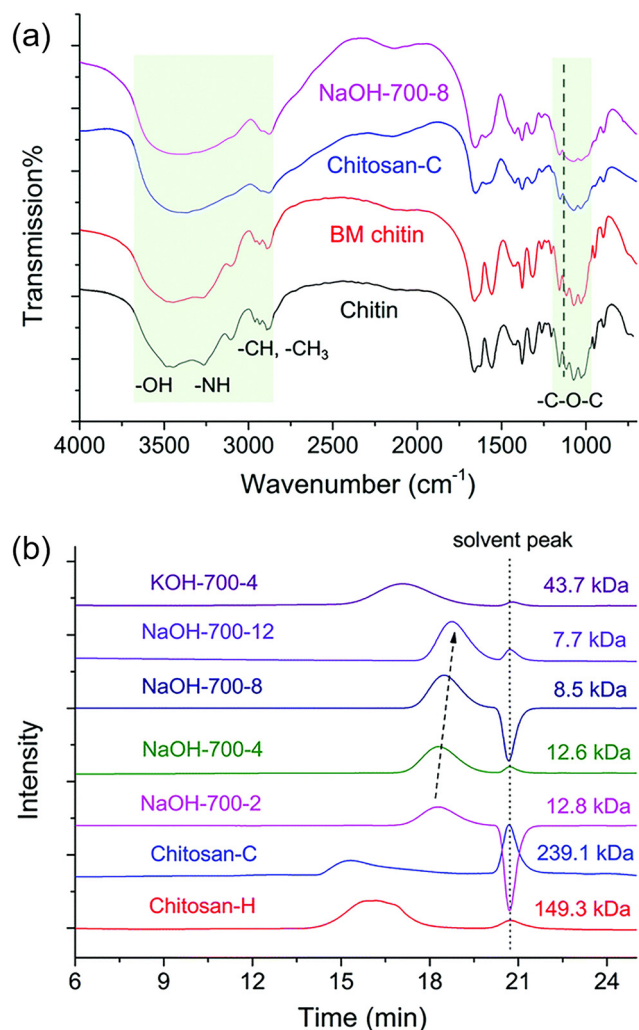 (a)
NaOH-700-8
Chitosan-C
BM chitin
Chitin
-CH, -CH₃
-OH
-NH
-C-O-C
Transmission%
4000 3500 3000 2500 2000 1500 1000
Wavenumber (cm⁻¹)
(b)
solvent peak
KOH-700-4 43.7 kDa
NaOH-700-12 7.7 kDa
NaOH-700-8 8.5 kDa
NaOH-700-4 12.6 kDa
NaOH-700-2 12.8 kDa
Chitosan-C 239.1 kDa
Chitosan-H 149.3 kDa
Intensity
6 9 12 15 18 21 24
Time (min)